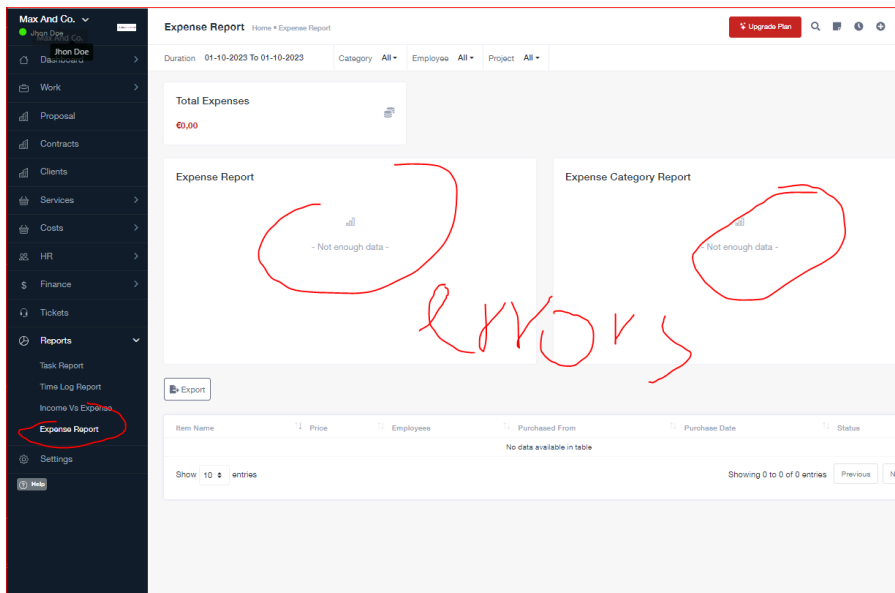 Max And Co.
Jhon Doe
Max And Co.
Jhon Doe
Dashboard
Work
Proposal
Contracts
Clients
Services
Costs
HR
$ Finance
Tickets
Reports
Task Report
Time Log Report
Income Vs Expense
Expense Report
Settings
Help
Expense Report Home • Expense Report
Upgrade Plan
Duration 01-10-2023 To 01-10-2023 Category All Employee All Project All
Total Expenses
€0,00
Expense Report
- Not enough data -
Expense Category Report
- Not enough data -
errors
Export
Item Name Price Employees Purchased From Purchase Date Status
No data available in table
Show 10 entries Showing 0 to 0 of 0 entries Previous N